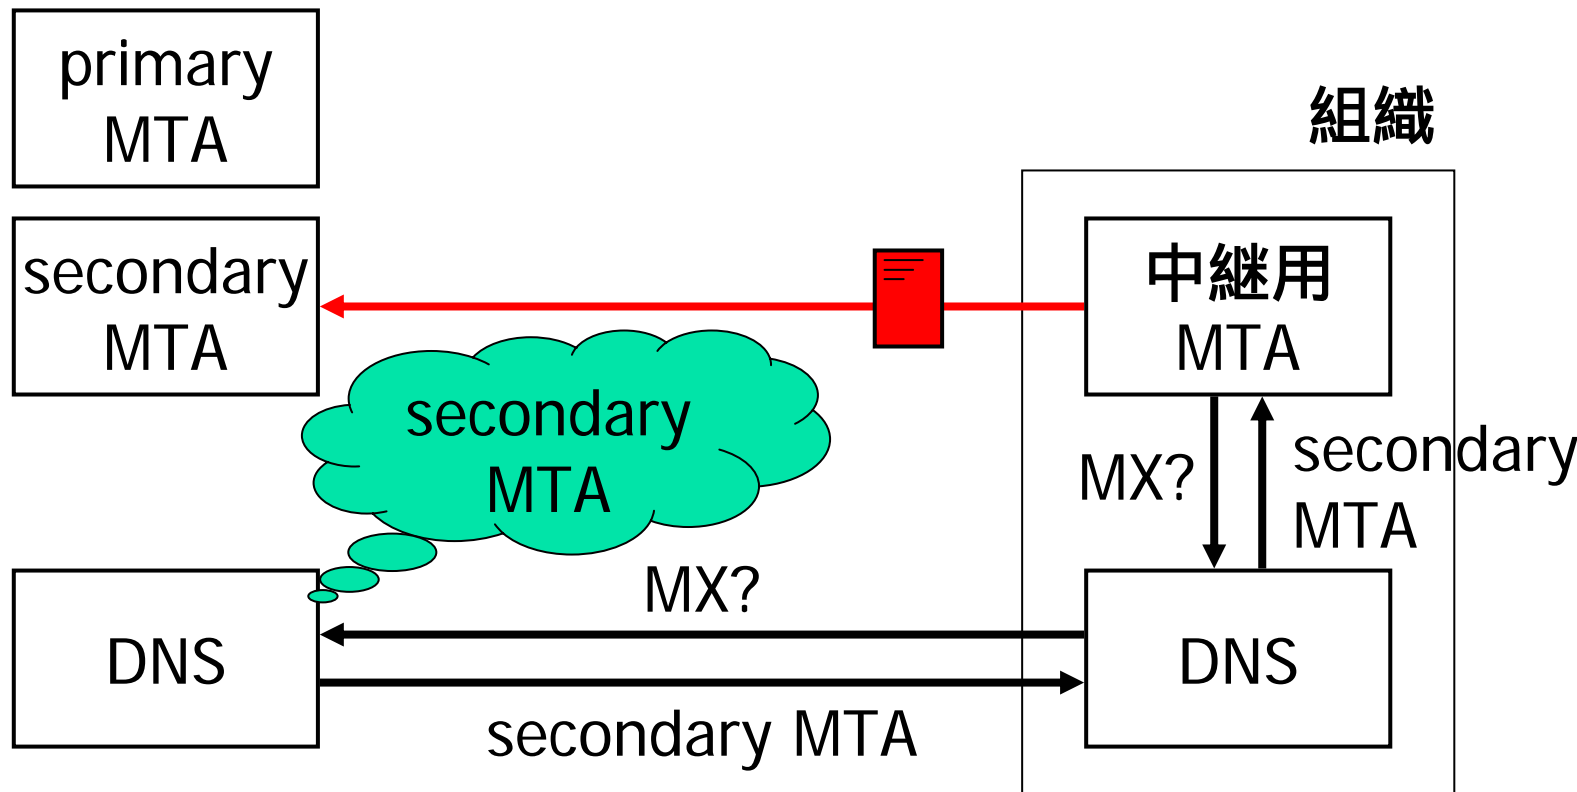 primary
MTA
組織
secondary
MTA
中継用
MTA
secondary
MTA
MX?
secondary
MTA
MX?
DNS
DNS
secondary MTA